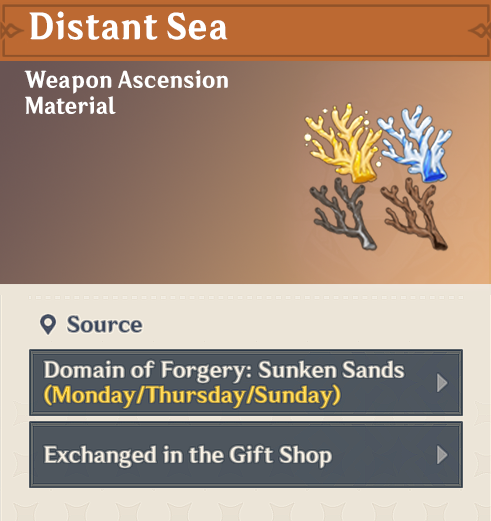 Distant Sea
Weapon Ascension
Material
Source
Domain of Forgery: Sunken Sands
(Monday/Thursday/Sunday)
Exchanged in the Gift Shop